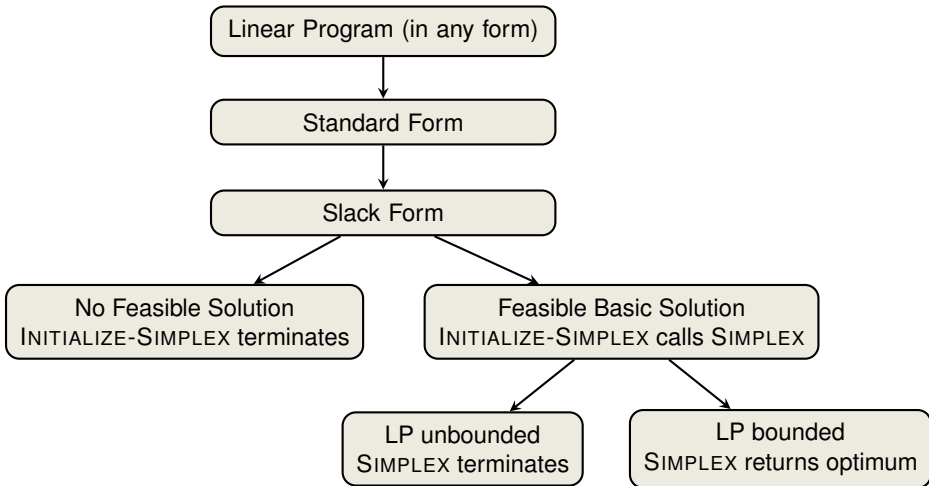 Linear Program (in any form)
Standard Form
Slack Form
No Feasible Solution
INITIALIZE-SIMPLEX terminates
Feasible Basic Solution
INITIALIZE-SIMPLEX calls SIMPLEX
LP unbounded
SIMPLEX terminates
LP bounded
SIMPLEX returns optimum